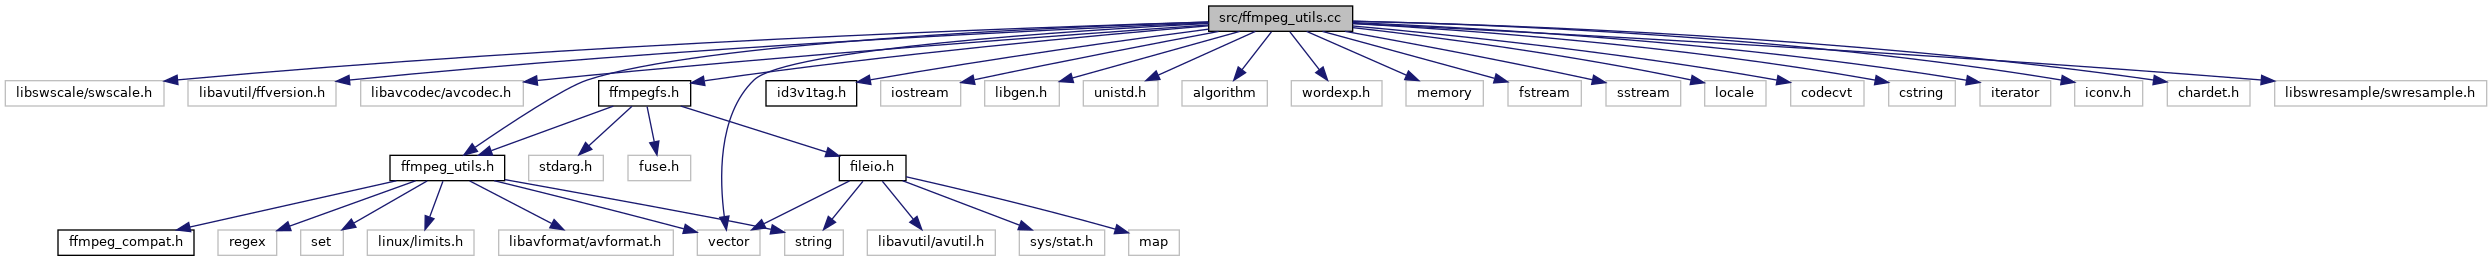 src/ffmpeg_utils.cc
libswscale/swscale.h
libavutil/ffversion.h
libavcodec/avcodec.h
ffmpegfs.h
id3v1tag.h
iostream
libgen.h
unistd.h
algorithm
wordexp.h
memory
fstream
sstream
locale
codecvt
cstring
iterator
iconv.h
chardet.h
libswresample/swresample.h
ffmpeg_utils.h
stdarg.h
fuse.h
fileio.h
ffmpeg_compat.h
regex
set
linux/limits.h
libavformat/avformat.h
vector
string
libavutil/avutil.h
sys/stat.h
map